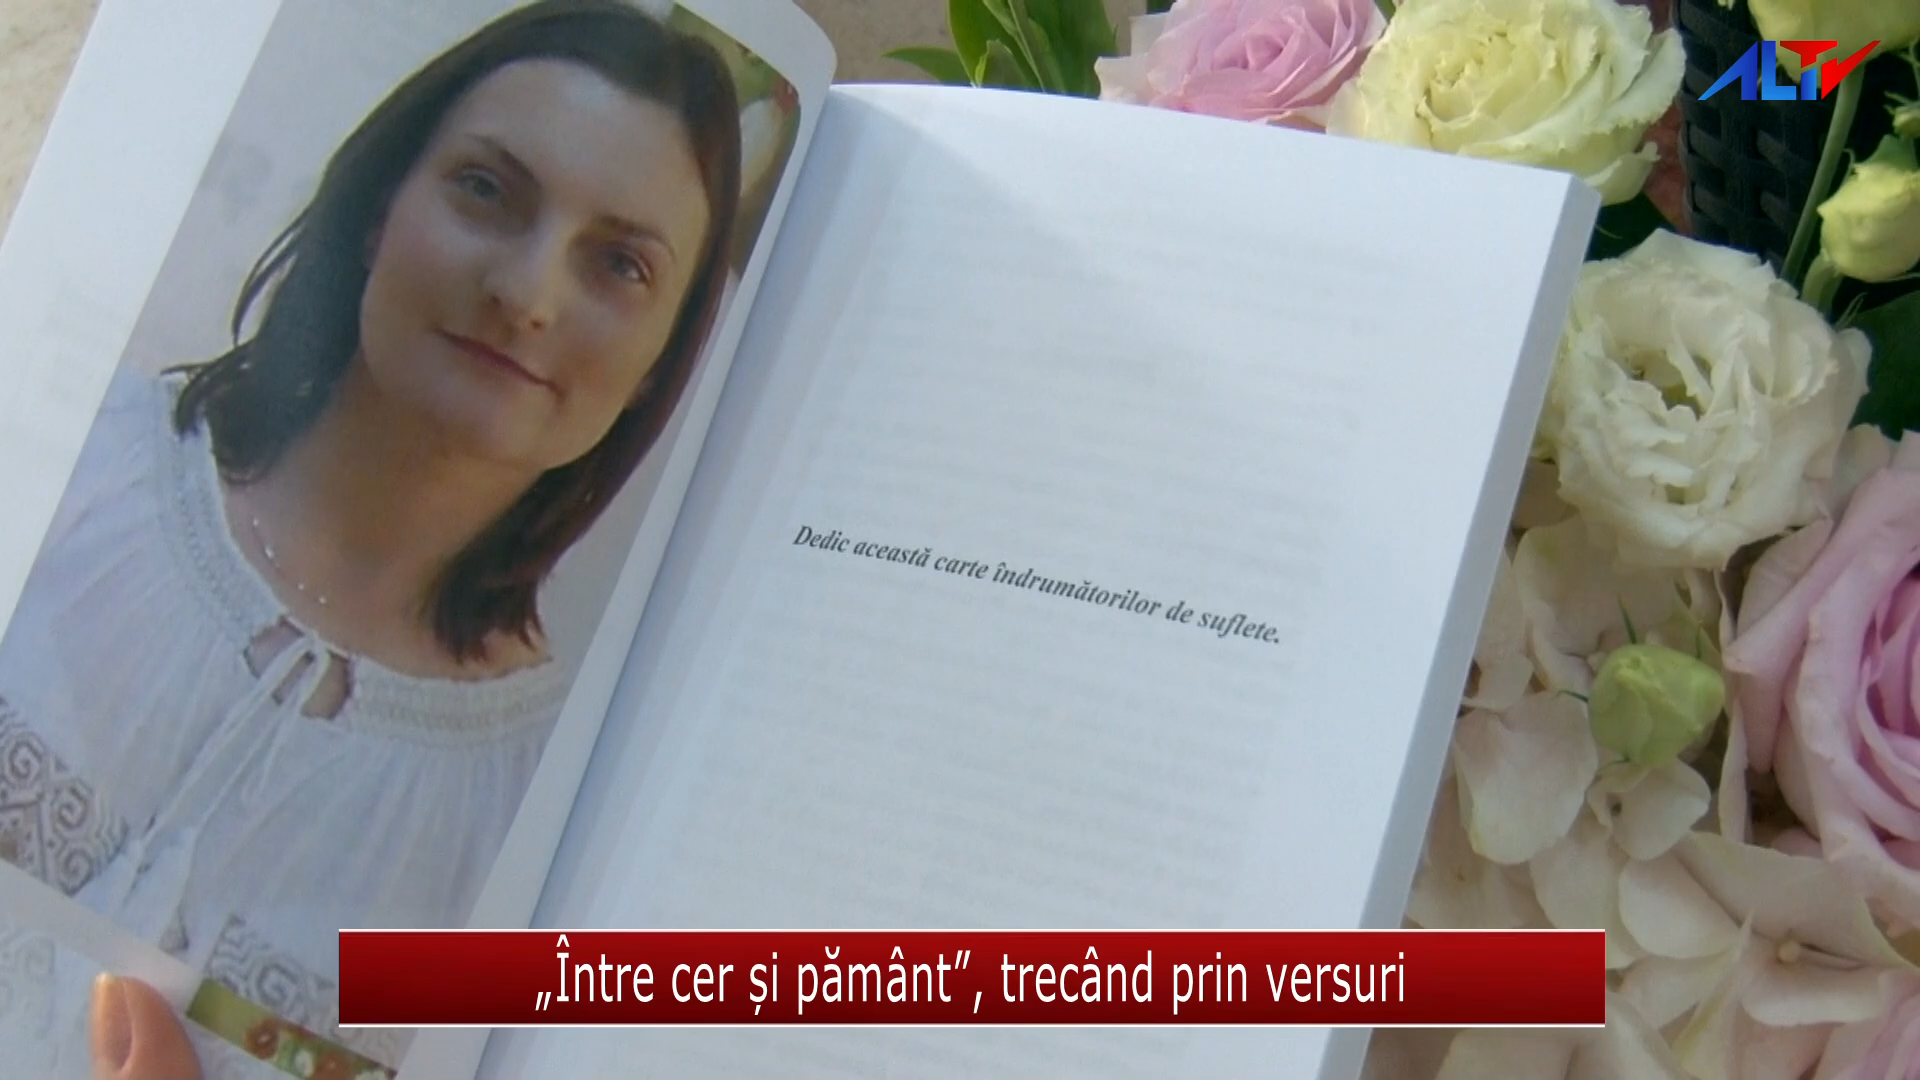 ALTV
Dedic această carte îndrumătorilor de suflete.
„Între cer și pământ”, trecând prin versuri